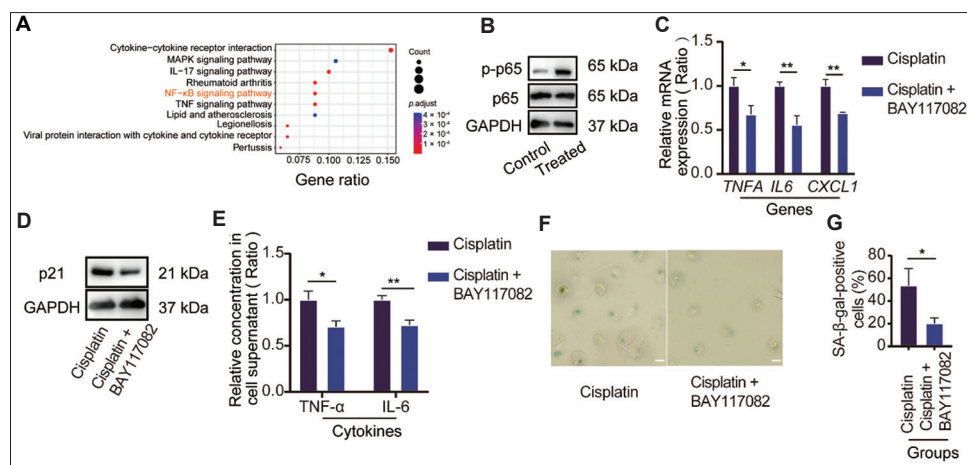 A
Cytokine-cytokine receptor interaction
MAPK signaling pathway
IL-17 signaling pathway
Rheumatoid arthritis
NF-κB signaling pathway
TNF signaling pathway
Lipid and atherosclerosis
Legionellosis
Viral protein interaction with cytokine and cytokine receptor
Pertussis
0.075 0.100 0.125 0.150
Gene ratio
Count
p.adjust
4 × 10⁻⁴
3 × 10⁻⁴
2 × 10⁻⁴
1 × 10⁻⁴
B
p-p65 65 kDa
p65 65 kDa
GAPDH 37 kDa
Control
Treated
C
Relative mRNA
expression ( Ratio )
1.5
1.0
0.5
0
* ** **
TNFA IL6 CXCL1
Genes
Cisplatin
Cisplatin +
BAY117082
D
p21 21 kDa
GAPDH 37 kDa
Cisplatin
Cisplatin +
BAY117082
E
Relative concentration in
cell supernatant ( Ratio )
1.5
1.0
0.5
0.0
* **
TNF-α IL-6
Cytokines
Cisplatin
Cisplatin +
BAY117082
F
Cisplatin
Cisplatin +
BAY117082
G
SA-β-gal-positive
cells (%)
80
60
40
20
0
*
Cisplatin
Cisplatin +
BAY117082
Groups